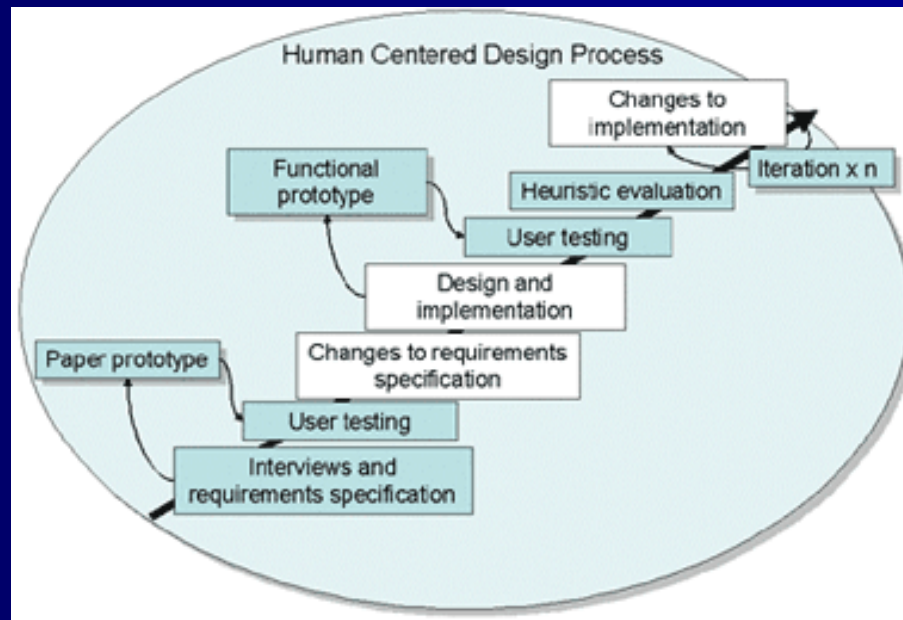 Human Centered Design Process
Changes to
implementation
Iteration x n
Functional
prototype
Heuristic evaluation
User testing
Design and
implementation
Changes to requirements
specification
Paper prototype
User testing
Interviews and
requirements specification